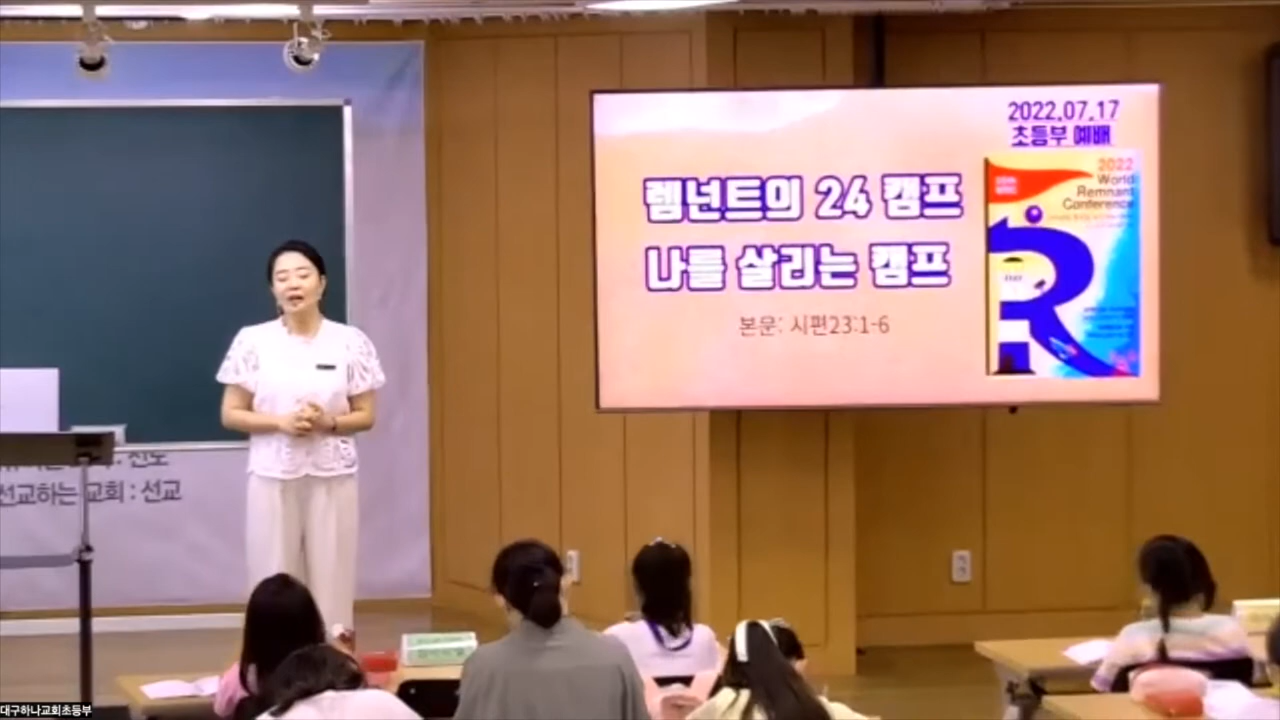 2022.07.17
초등부 예배
렘넌트의 24 캠프
나를 살리는 캠프
본문: 시편23:1-6
2022
World
Remnant
Conference
선교하는 교회 : 선교
대구하나교회초등부